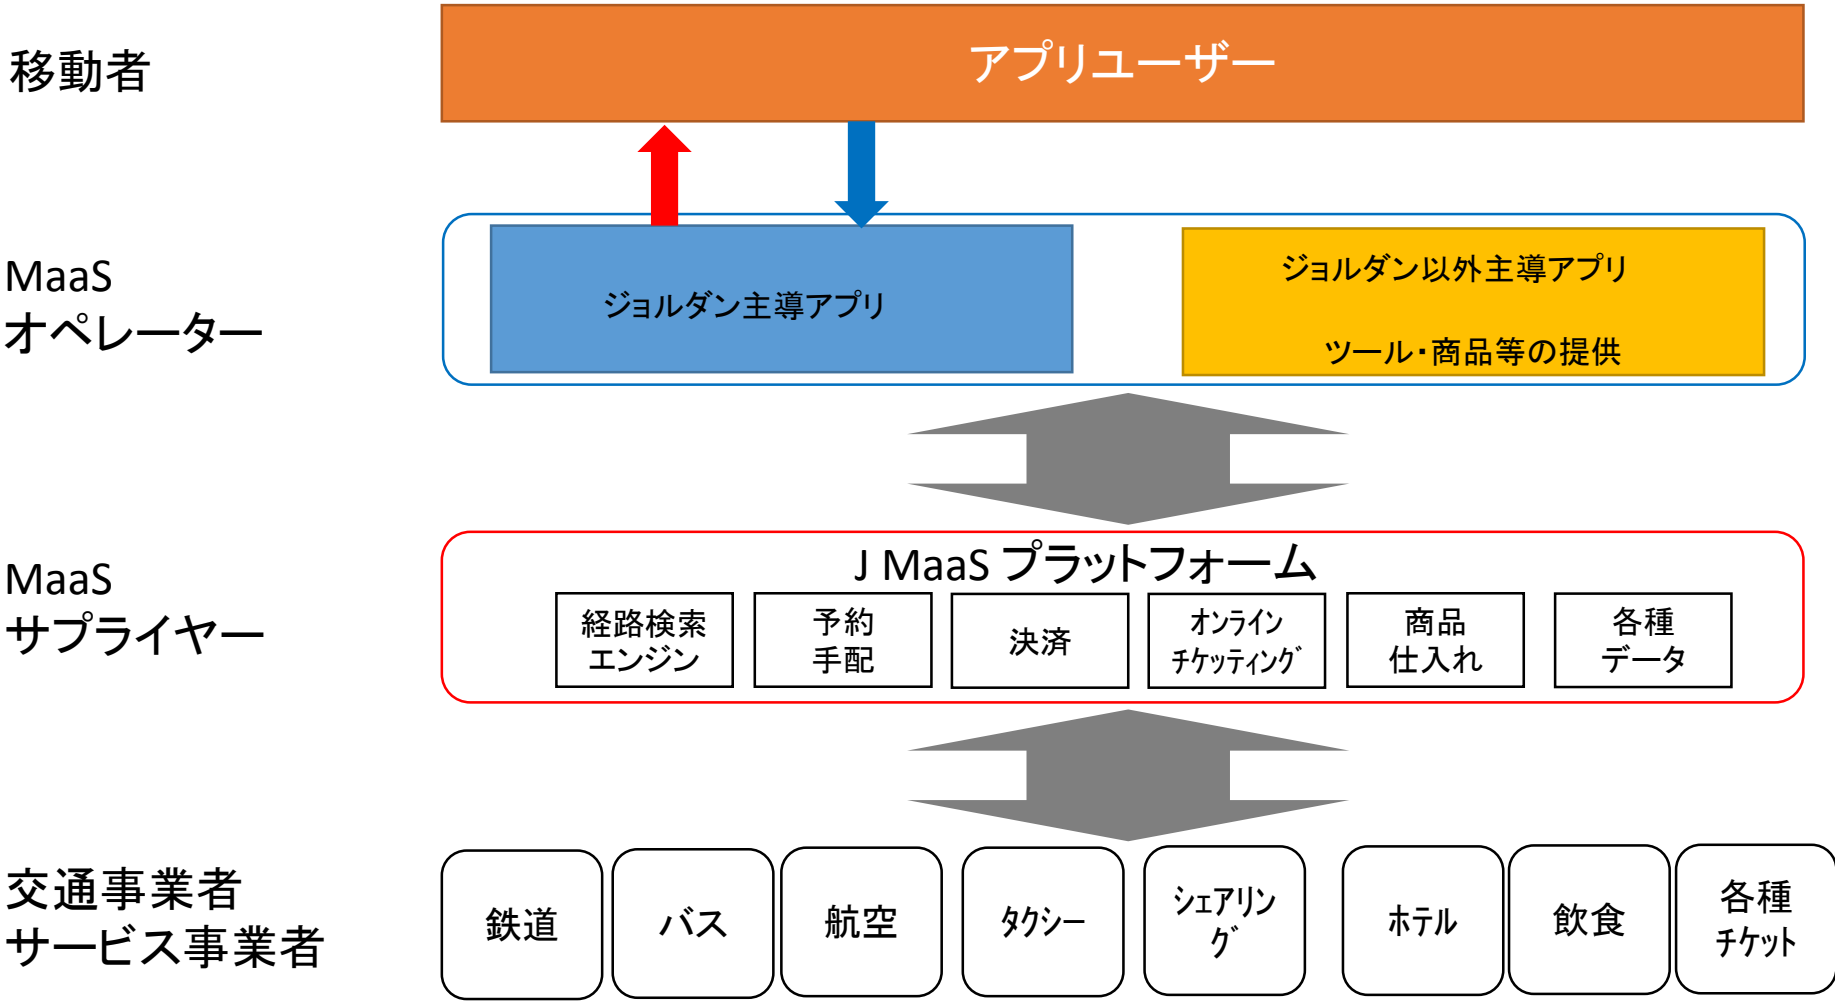 移動者
アプリユーザー
MaaS
オペレーター
ジョルダン主導アプリ
ジョルダン以外主導アプリ
ツール・商品等の提供
MaaS
サプライヤー
J MaaS プラットフォーム
経路検索
エンジン
予約
手配
決済
オンライン
チケッティング
商品
仕入れ
各種
データ
交通事業者
サービス事業者
鉄道
バス
航空
タクシー
シェアリン
グ
ホテル
飲食
各種
チケット